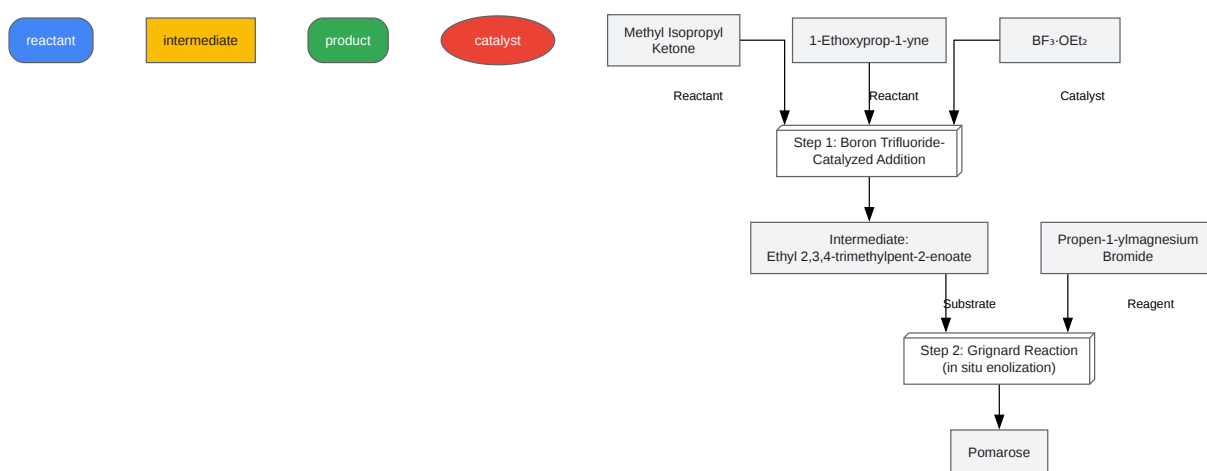 reactant
intermediate
product
catalyst
Methyl Isopropyl
Ketone
1-Ethoxyprop-1-yne
BF₃·OEt₂
Reactant
Reactant
Catalyst
Step 1: Boron Trifluoride-
Catalyzed Addition
Intermediate:
Ethyl 2,3,4-trimethylpent-2-enoate
Propen-1-ylmagnesium
Bromide
Substrate
Reagent
Step 2: Grignard Reaction
(in situ enolization)
Pomarose